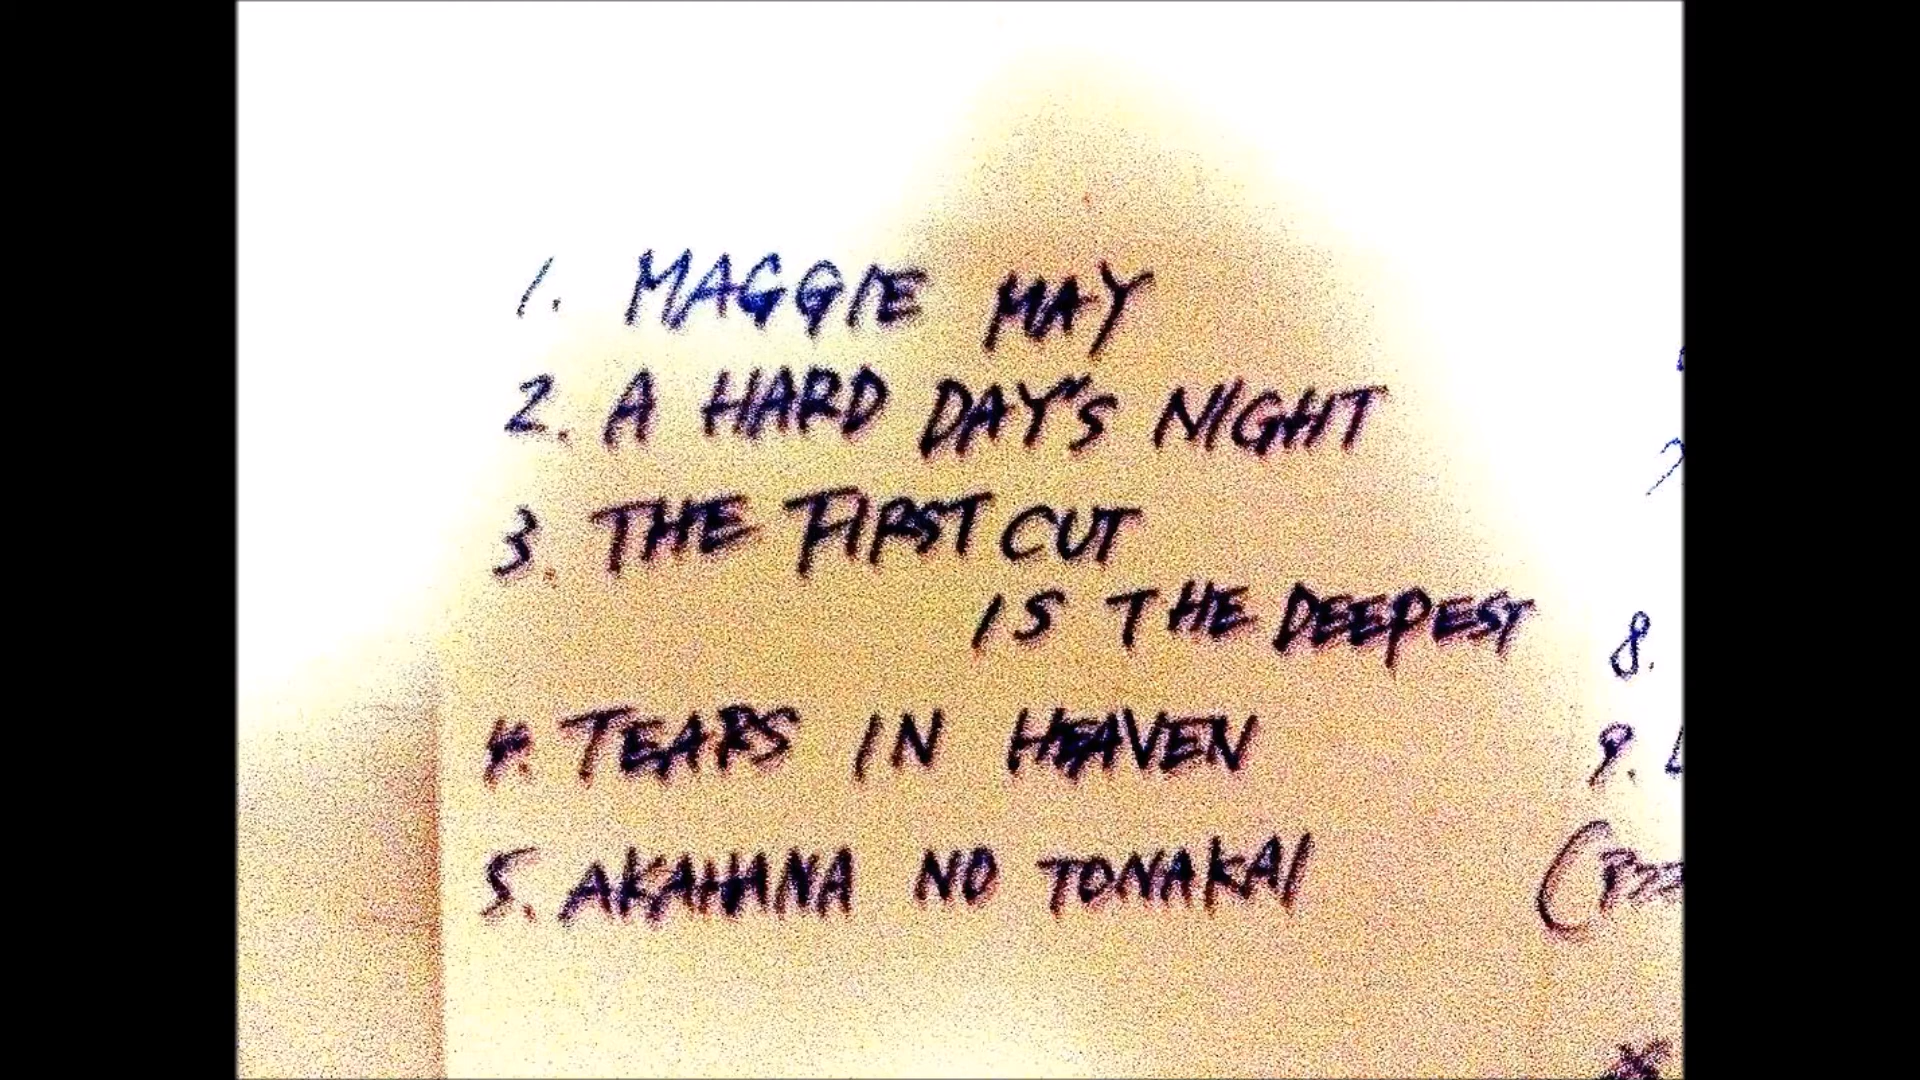 1. MAGGIE MAY
2. A HARD DAY'S NIGHT
3. THE FIRST CUT
IS THE DEEPEST
4. TEARS IN HEAVEN
5. AKAHANA NO TONAKAI
8.
9.